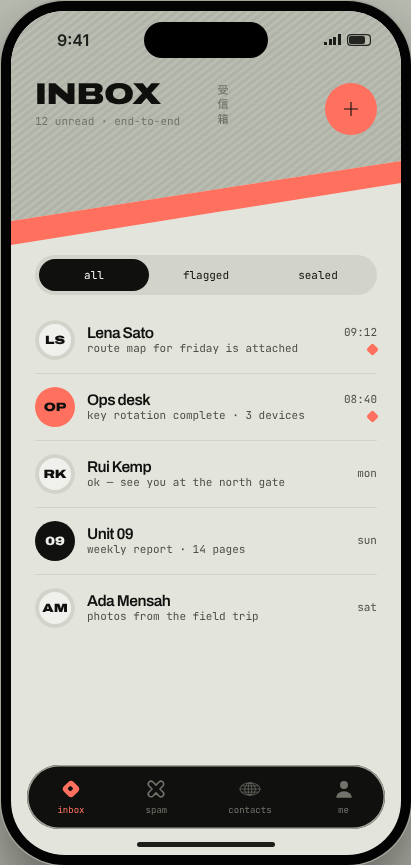 9:41
INBOX
受信箱
12 unread · end-to-end
all
flagged
sealed
LS
Lena Sato
09:12
route map for friday is attached
OP
Ops desk
08:40
key rotation complete · 3 devices
RK
Rui Kemp
mon
ok — see you at the north gate
09
Unit 09
sun
weekly report · 14 pages
AM
Ada Mensah
sat
photos from the field trip
inbox
spam
contacts
me